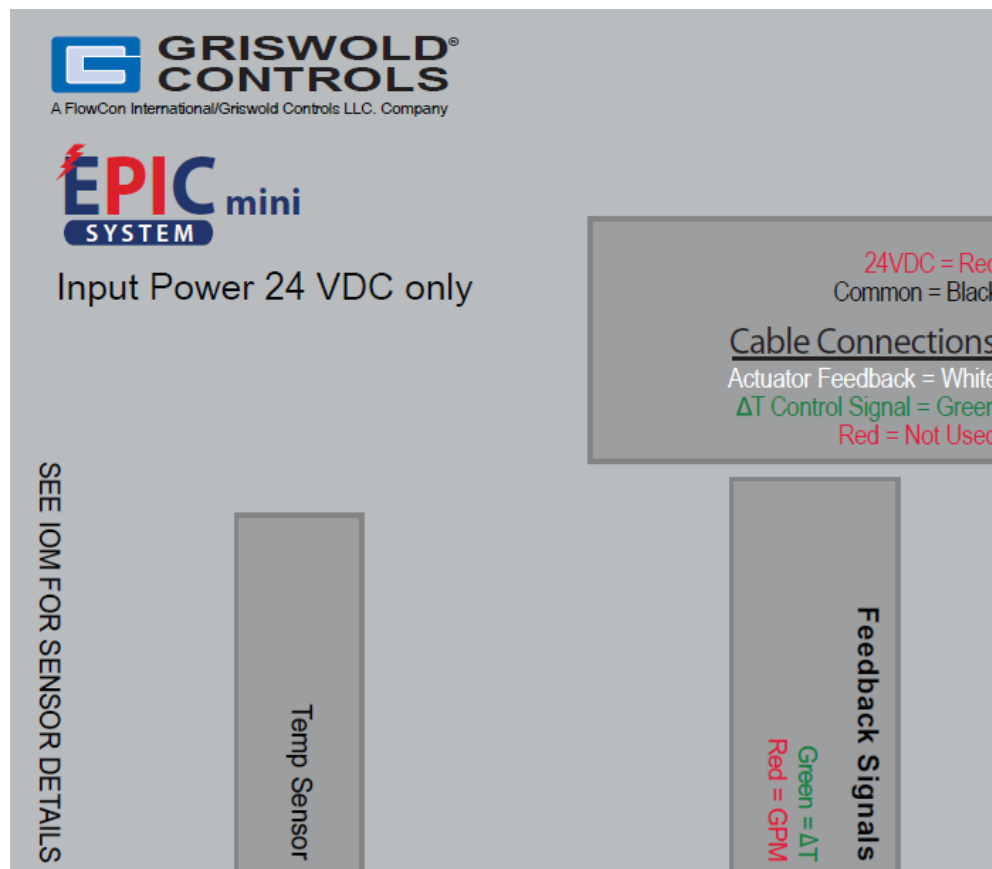 GRISWOLD®
CONTROLS
A FlowCon International/Griswold Controls LLC. Company
EPIC mini
SYSTEM
Input Power 24 VDC only
24VDC = Red
Common = Black
Cable Connections
Actuator Feedback = White
ΔT Control Signal = Green
Red = Not Used
SEE IOM FOR SENSOR DETAILS
Temp Sensor
Feedback Signals
Green = ΔT
Red = GPM